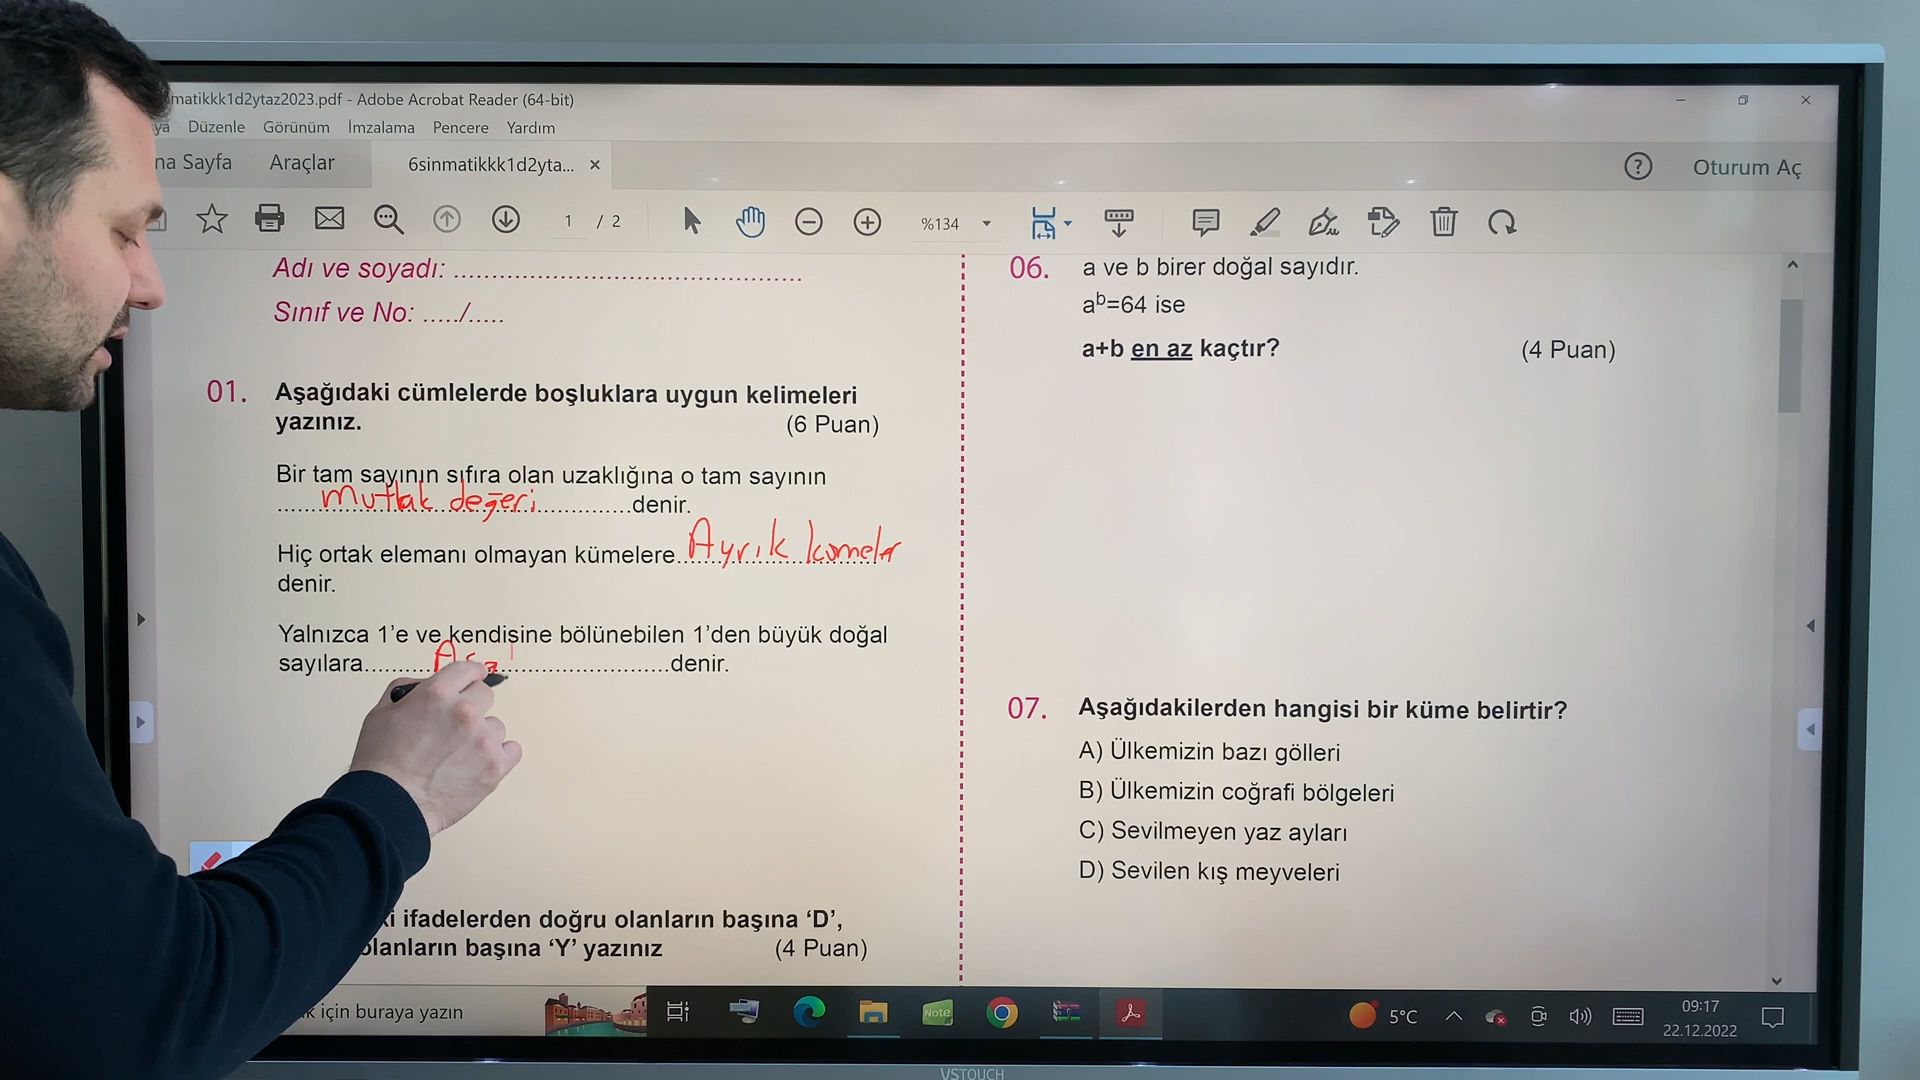 matikkk1d2ytaz2023.pdf - Adobe Acrobat Reader (64-bit)
ya Düzenle Görünüm İmzalama Pencere Yardım
na Sayfa Araçlar 6sinmatikkk1d2yta... Oturum Aç
1 / 2 %134
Adı ve soyadı: ..............................................
Sınıf ve No: ...../.....
01. Aşağıdaki cümlelerde boşluklara uygun kelimeleri
yazınız. (6 Puan)
Bir tam sayının sıfıra olan uzaklığına o tam sayının
mutlak değeri denir.
Hiç ortak elemanı olmayan kümelere Ayrık kümeler
denir.
Yalnızca 1'e ve kendisine bölünebilen 1'den büyük doğal
sayılara denir.
ki ifadelerden doğru olanların başına ‘D’,
olanların başına ‘Y’ yazınız (4 Puan)
06. a ve b birer doğal sayıdır.
a^b=64 ise
a+b en az kaçtır? (4 Puan)
07. Aşağıdakilerden hangisi bir küme belirtir?
A) Ülkemizin bazı gölleri
B) Ülkemizin coğrafi bölgeleri
C) Sevilmeyen yaz ayları
D) Sevilen kış meyveleri
k için buraya yazın Note 5°C 09:17
22.12.2022
VSTOUCH